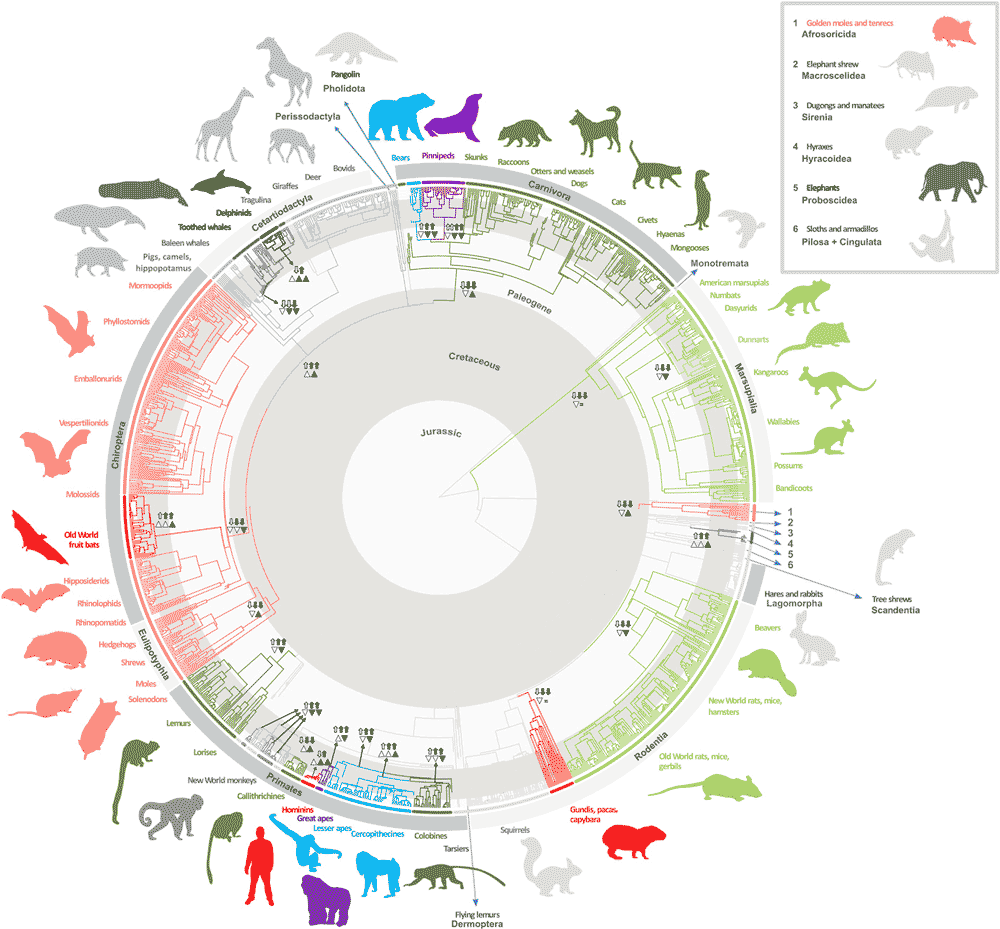 1 Golden moles and tenrecs
Afrosoricida
2 Elephant shrew
Macroscelidea
3 Dugongs and manatees
Sirenia
4 Hyraxes
Hyracoidea
5 Elephants
Proboscidea
6 Sloths and armadillos
Pilosa + Cingulata
Pangolin
Pholidota
Perissodactyla
Bovids
Deer
Giraffes
Tragulina
Delphinids
Toothed whales
Baleen whales
Pigs, camels,
hippopotamus
Cetartiodactyla
Bears
Pinnipeds
Skunks
Raccoons
Otters and weasels
Dogs
Cats
Civets
Hyaenas
Mongooses
Carnivora
Monotremata
American marsupials
Numbats
Dasyurids
Dunnarts
Kangaroos
Wallabies
Possums
Bandicoots
Marsupialia
1
2
3
4
5
6
Tree shrews
Scandentia
Hares and rabbits
Lagomorpha
Beavers
New World rats, mice,
hamsters
Old World rats, mice,
gerbils
Rodentia
Gundis, pacas,
capybara
Squirrels
Flying lemurs
Dermoptera
Tarsiers
Colobines
Cercopithecines
Lesser apes
Great apes
Hominins
Callithrichines
New World monkeys
Lorises
Lemurs
Primates
Solenodons
Moles
Shrews
Hedgehogs
Eulipotyphla
Rhinopomatids
Rhinolophids
Hipposiderids
Old World
fruit bats
Molossids
Vespertilionids
Emballonurids
Phyllostomids
Mormoopids
Chiroptera
Paleogene
Cretaceous
Jurassic